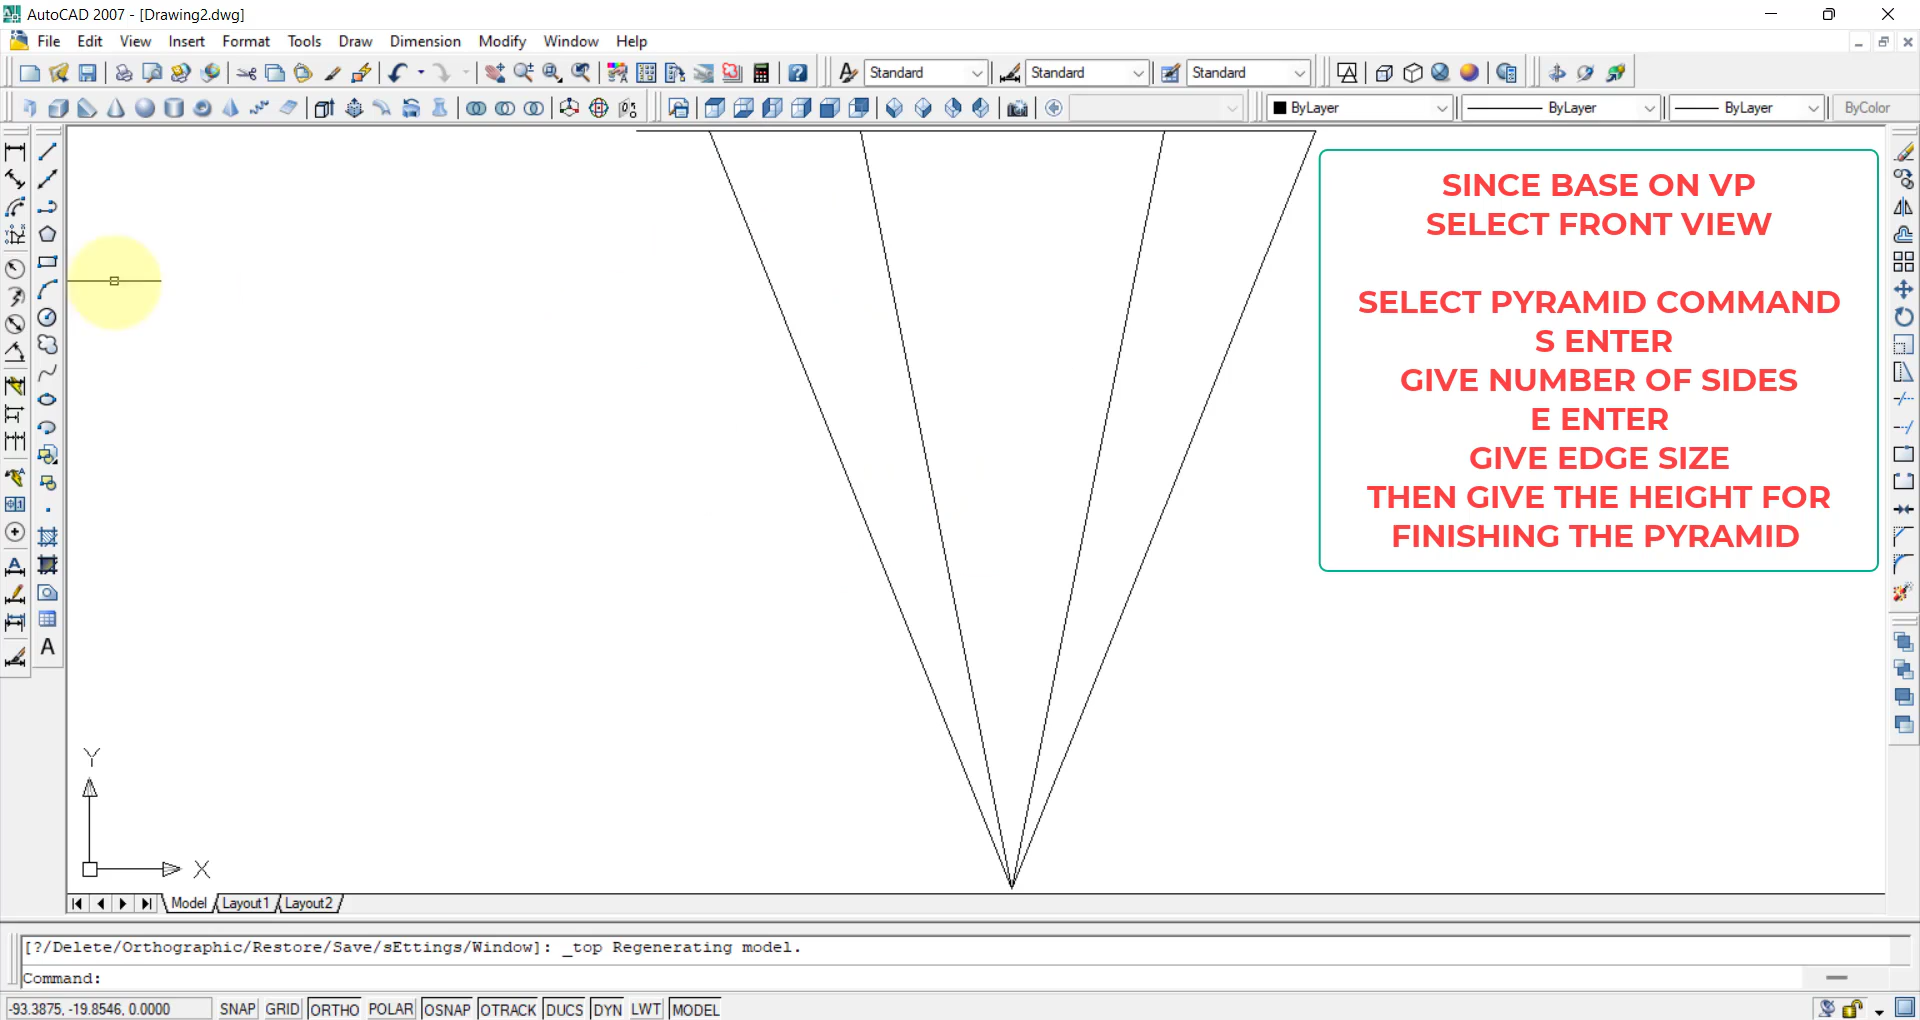 AutoCAD 2007 - [Drawing2.dwg]
File Edit View Insert Format Tools Draw Dimension Modify Window Help
Standard Standard Standard
ByLayer ByLayer ByLayer ByColor
SINCE BASE ON VP
SELECT FRONT VIEW
SELECT PYRAMID COMMAND
S ENTER
GIVE NUMBER OF SIDES
E ENTER
GIVE EDGE SIZE
THEN GIVE THE HEIGHT FOR
FINISHING THE PYRAMID
A
Y
X
Model Layout1 Layout2
[?/Delete/Orthographic/Restore/Save/sEttings/Window]: _top Regenerating model.
Command:
-93.3875, -19.8546, 0.0000 SNAP GRID ORTHO POLAR OSNAP OTRACK DUCS DYN LWT MODEL